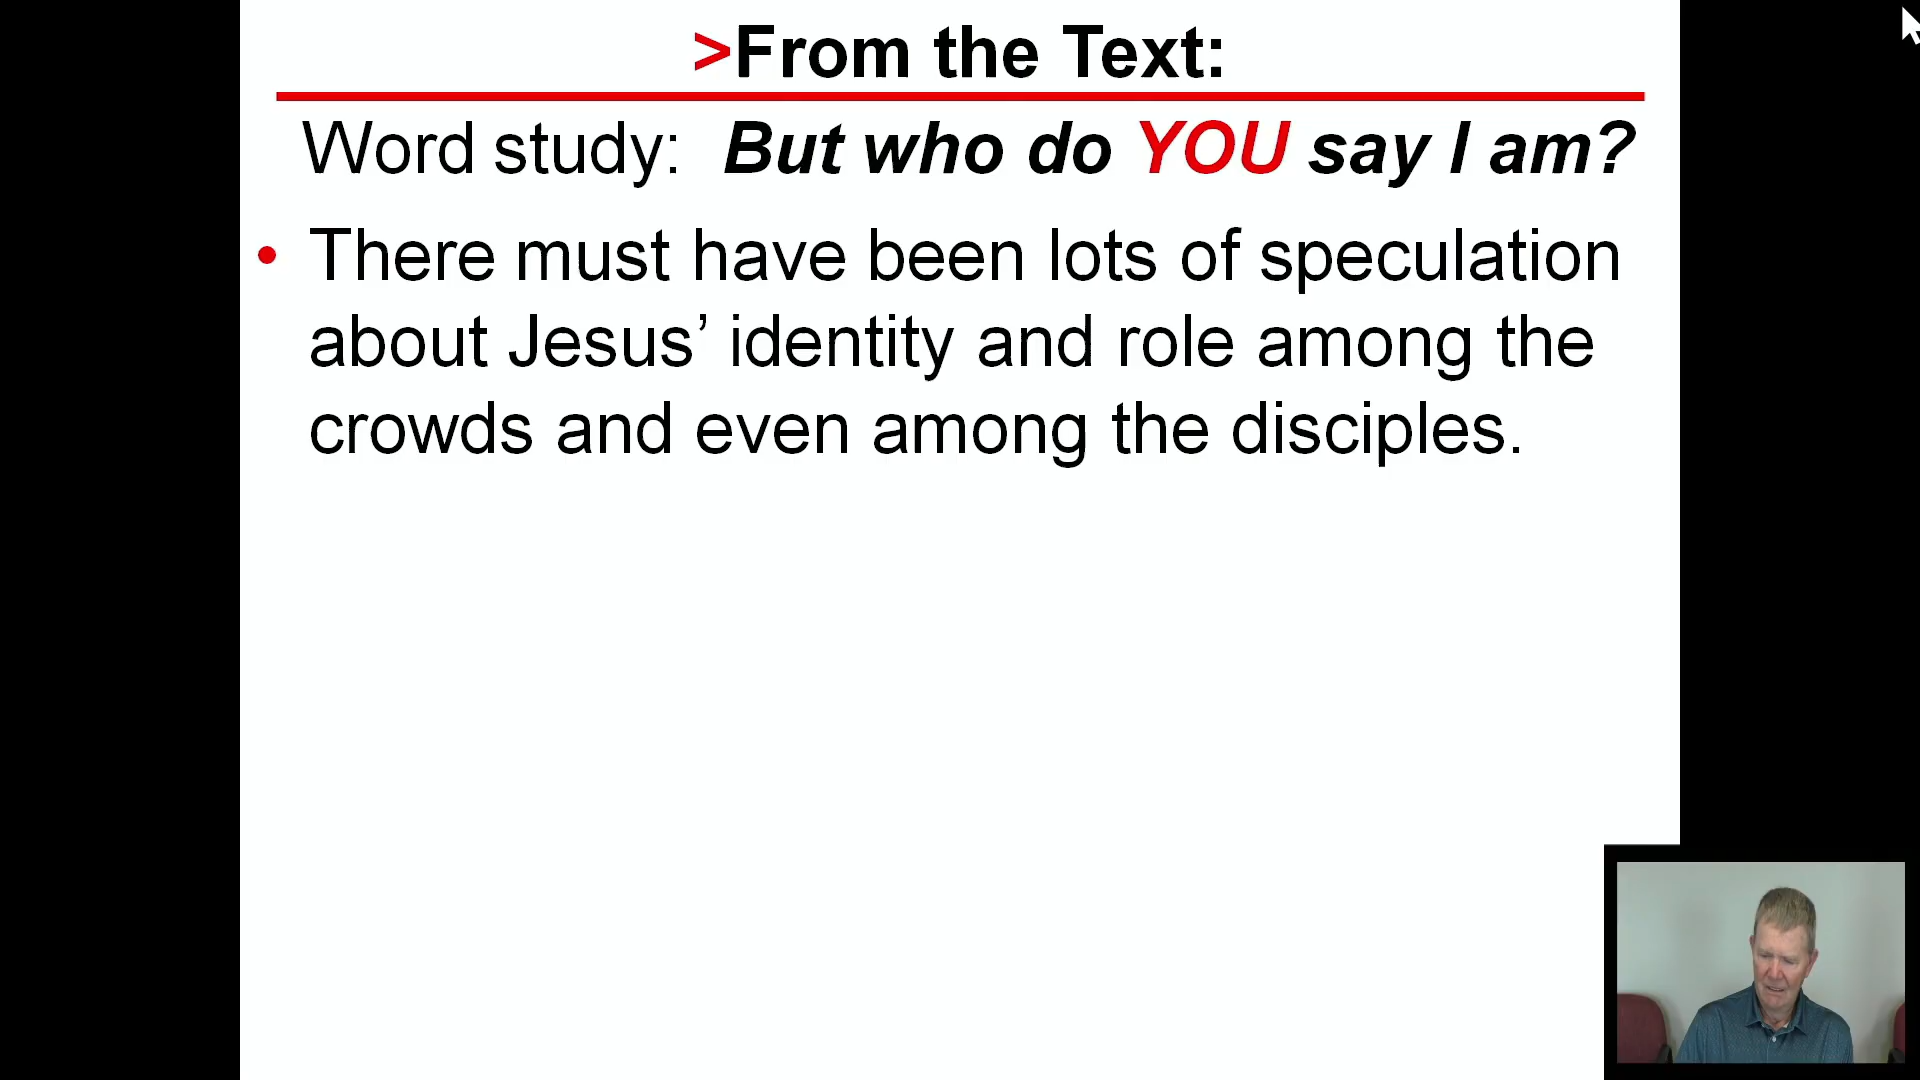 >From the Text:
Word study: But who do YOU say I am?
• There must have been lots of speculation
about Jesus’ identity and role among the
crowds and even among the disciples.